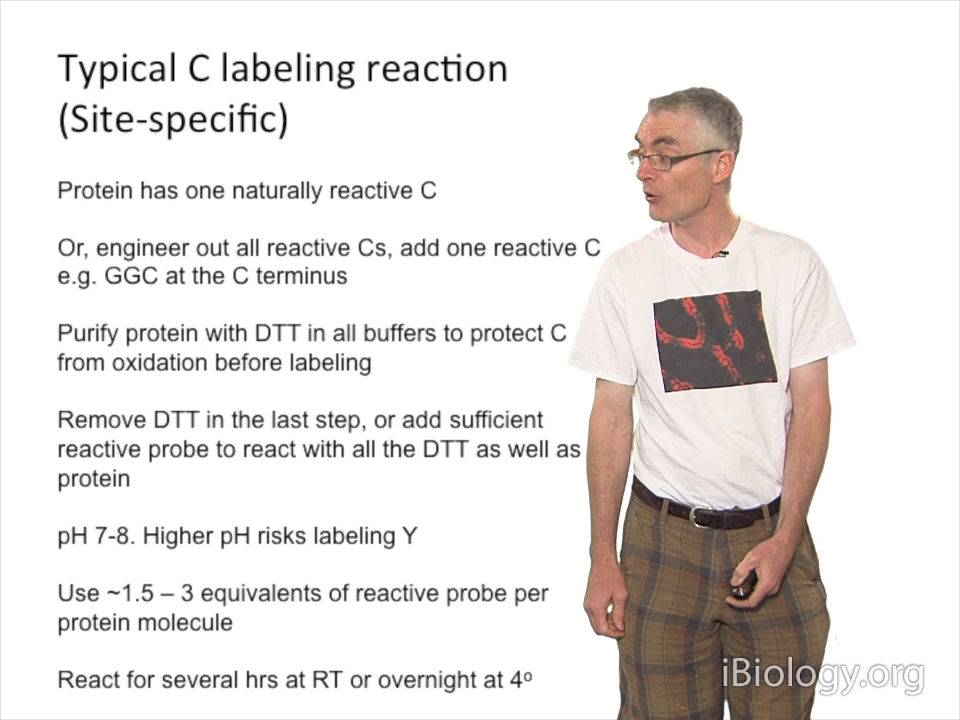 Typical C labeling reaction
(Site-specific)
Protein has one naturally reactive C
Or, engineer out all reactive Cs, add one reactive C
e.g. GGC at the C terminus
Purify protein with DTT in all buffers to protect C
from oxidation before labeling
Remove DTT in the last step, or add sufficient
reactive probe to react with all the DTT as well as
protein
pH 7-8. Higher pH risks labeling Y
Use ~1.5 – 3 equivalents of reactive probe per
protein molecule
React for several hrs at RT or overnight at 4º
iBiology.org